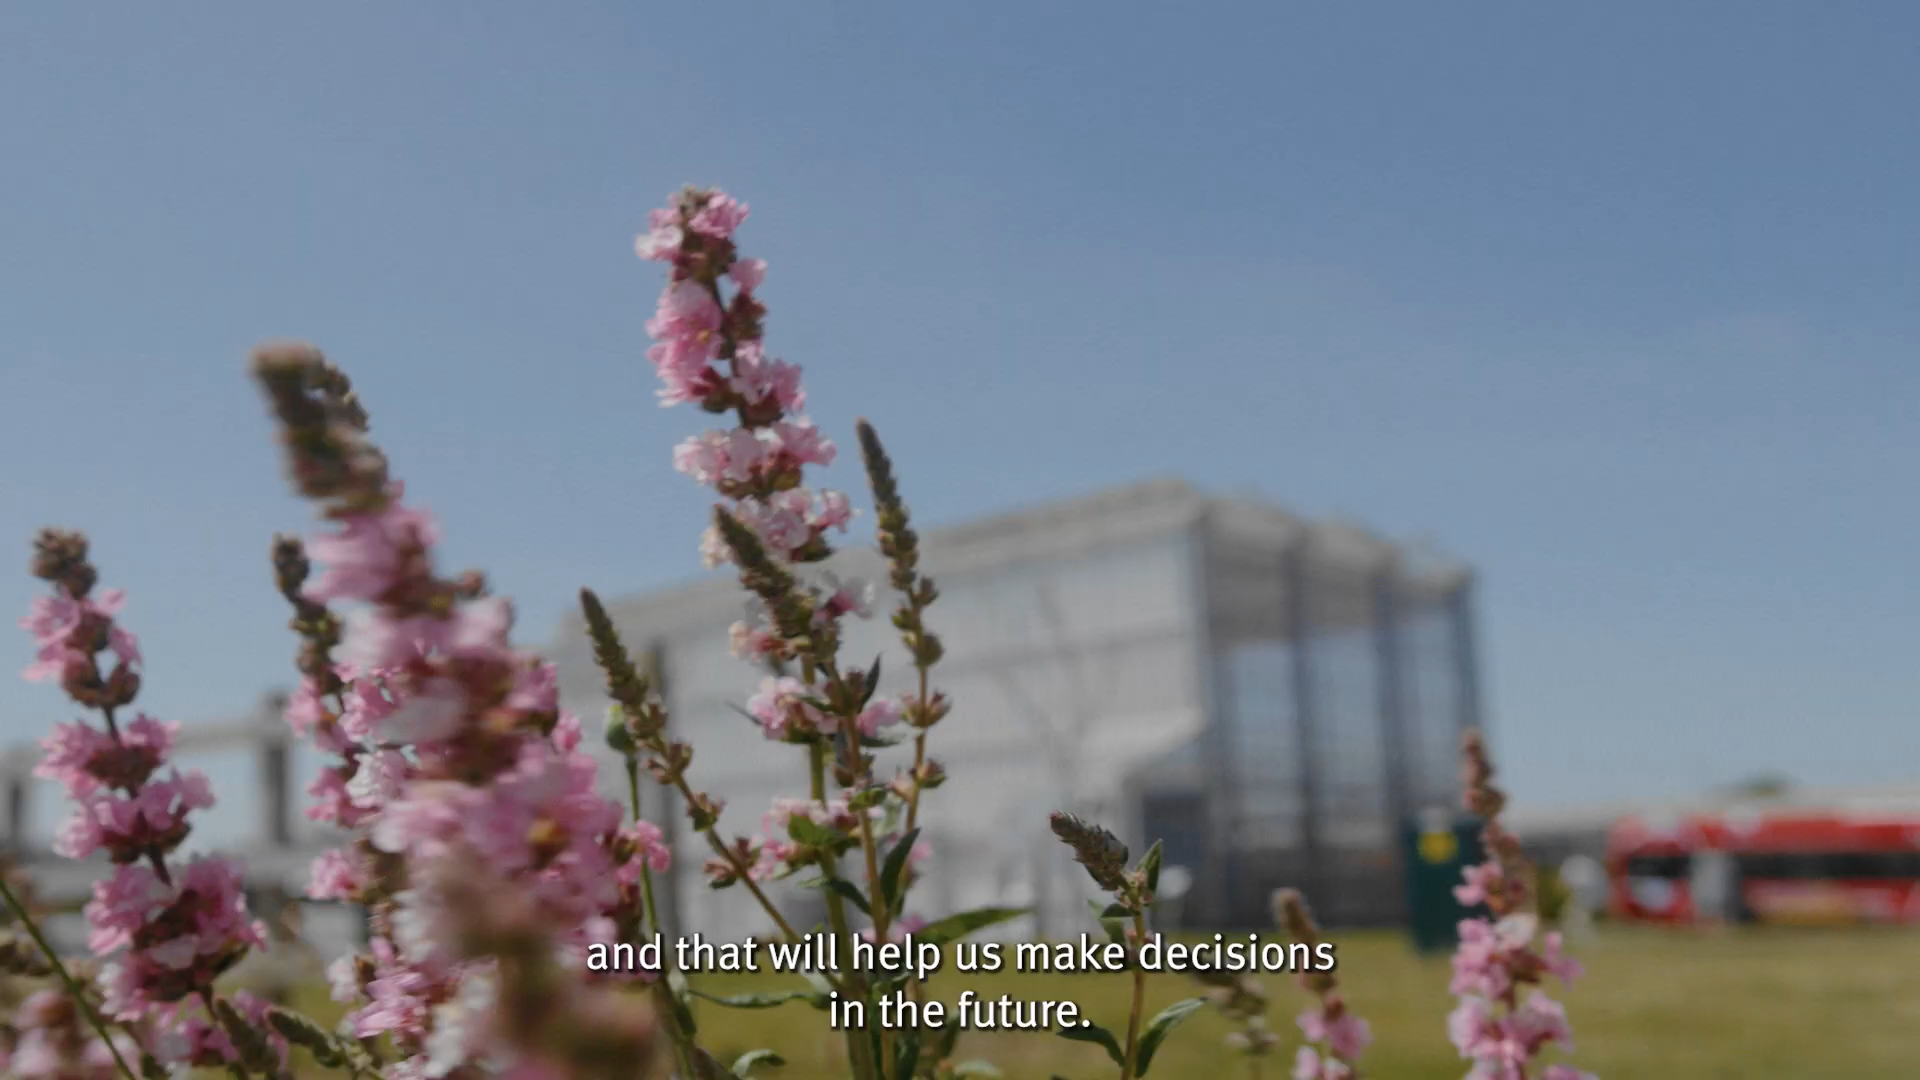 and that will help us make decisions
in the future.